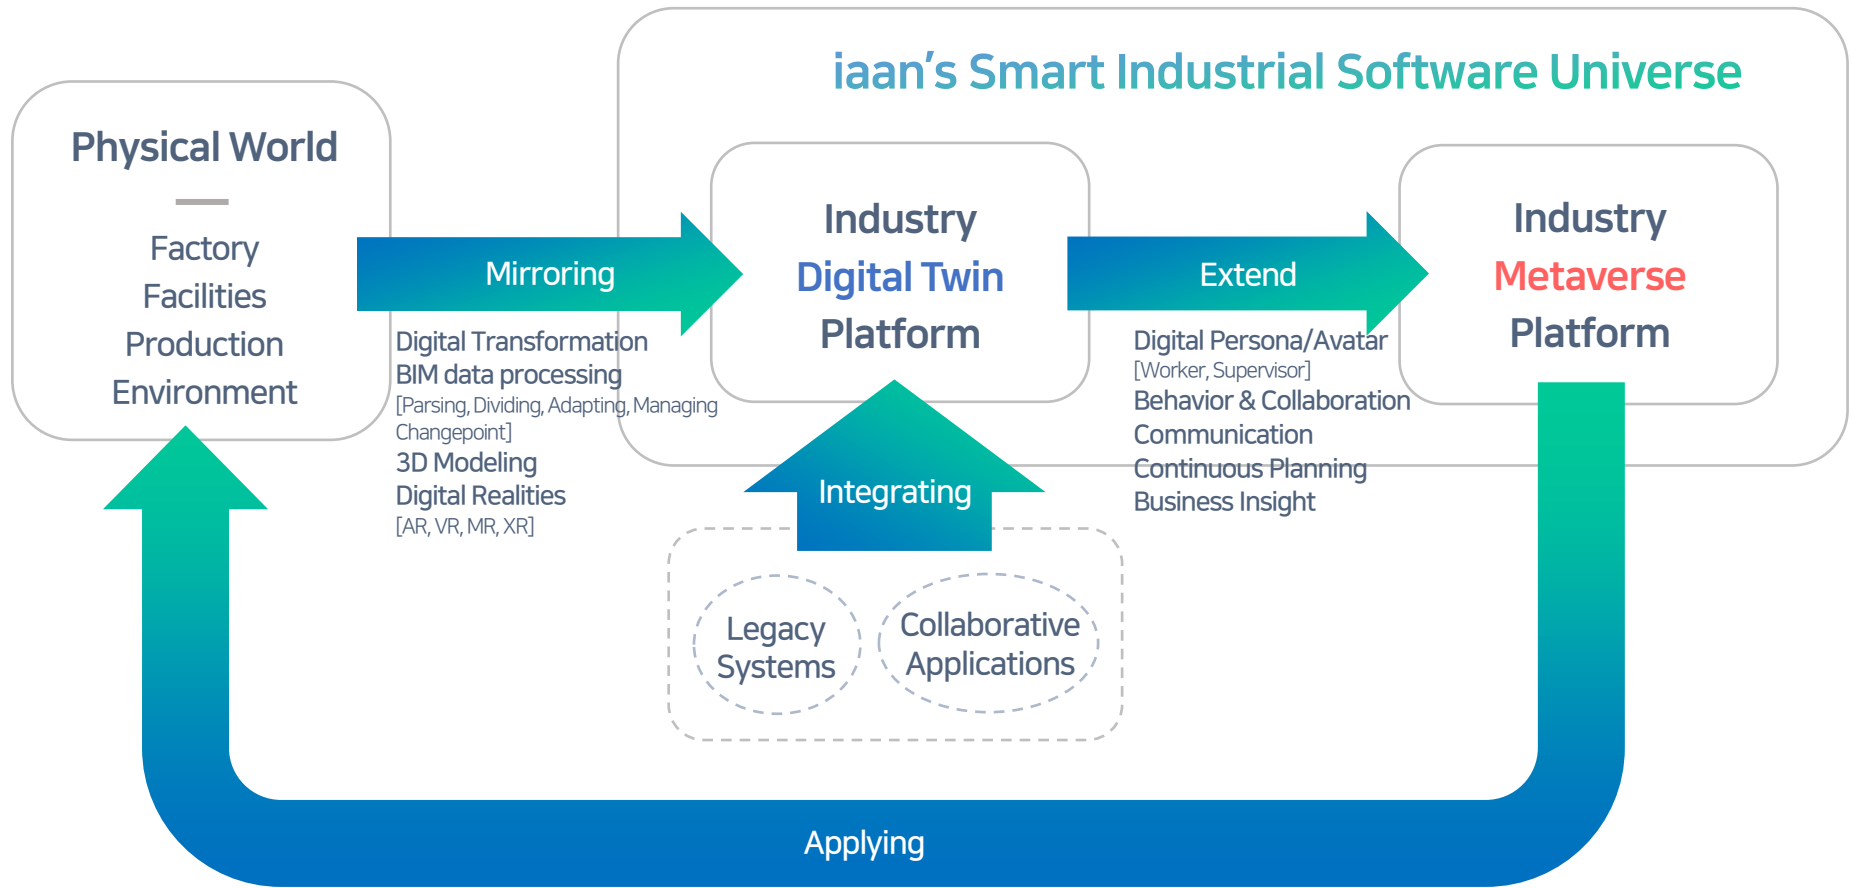 iaan's Smart Industrial Software Universe
Physical World
Factory
Facilities
Production
Environment
Mirroring
Digital Transformation
BIM data processing
[Parsing, Dividing, Adapting, Managing
Changepoint]
3D Modeling
Digital Realities
[AR, VR, MR, XR]
Industry
Digital Twin
Platform
Extend
Digital Persona/Avatar
[Worker, Supervisor]
Behavior & Collaboration
Communication
Continuous Planning
Business Insight
Industry
Metaverse
Platform
Integrating
Legacy
Systems
Collaborative
Applications
Applying